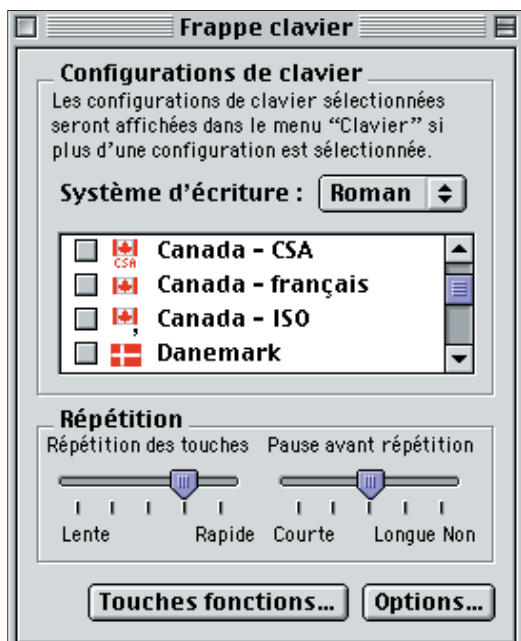 Frappe clavier
Configurations de clavier
Les configurations de clavier sélectionnées
seront affichées dans le menu “Clavier” si
plus d'une configuration est sélectionnée.
Système d'écriture : Roman
CSA Canada - CSA
Canada - français
Canada - ISO
Danemark
Répétition
Répétition des touches Pause avant répétition
Lente Rapide Courte Longue Non
Touches fonctions... Options...